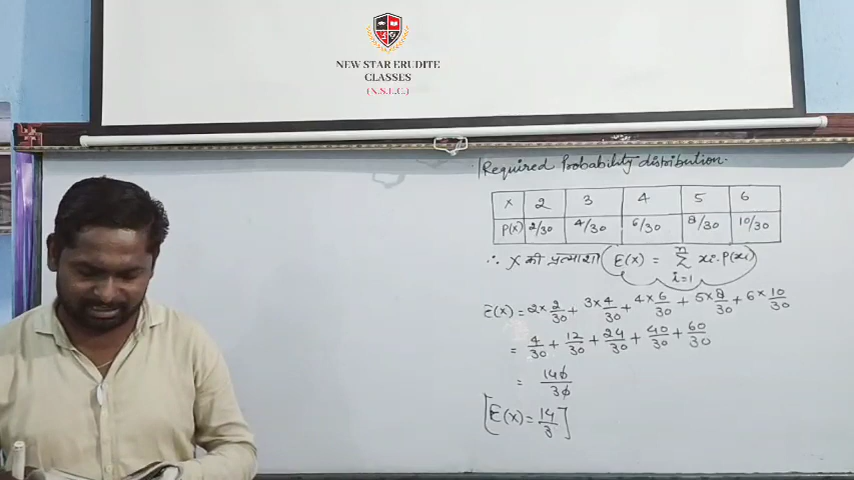 NEW STAR ERUDITE
CLASSES
(N.S.E.C.)
Required Probability distribution.
X 2 3 4 5 6
P(X) 2/30 4/30 6/30 8/30 10/30
∴ X की प्रत्याशा E(X) = Σ_{i=1}^{n} xi·P(xi)
E(X) = 2×2/30 + 3×4/30 + 4×6/30 + 5×8/30 + 6×10/30
= 4/30 + 12/30 + 24/30 + 40/30 + 60/30
= 140/30
[E(X) = 14/3]